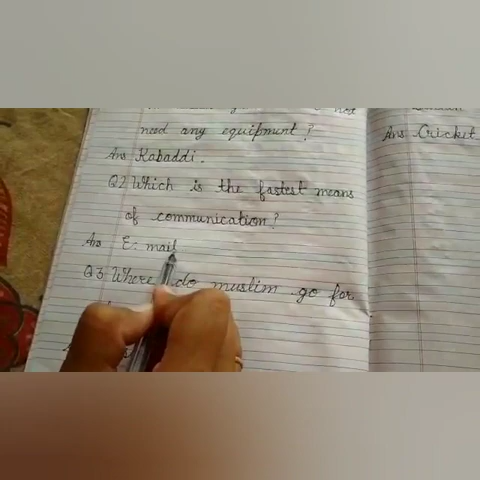 need any equipment?
Ans Kabaddi.
Q2 Which is the fastest means
of communication?
Ans E-mail
Q3 Where do muslim go for
Ans Cricket